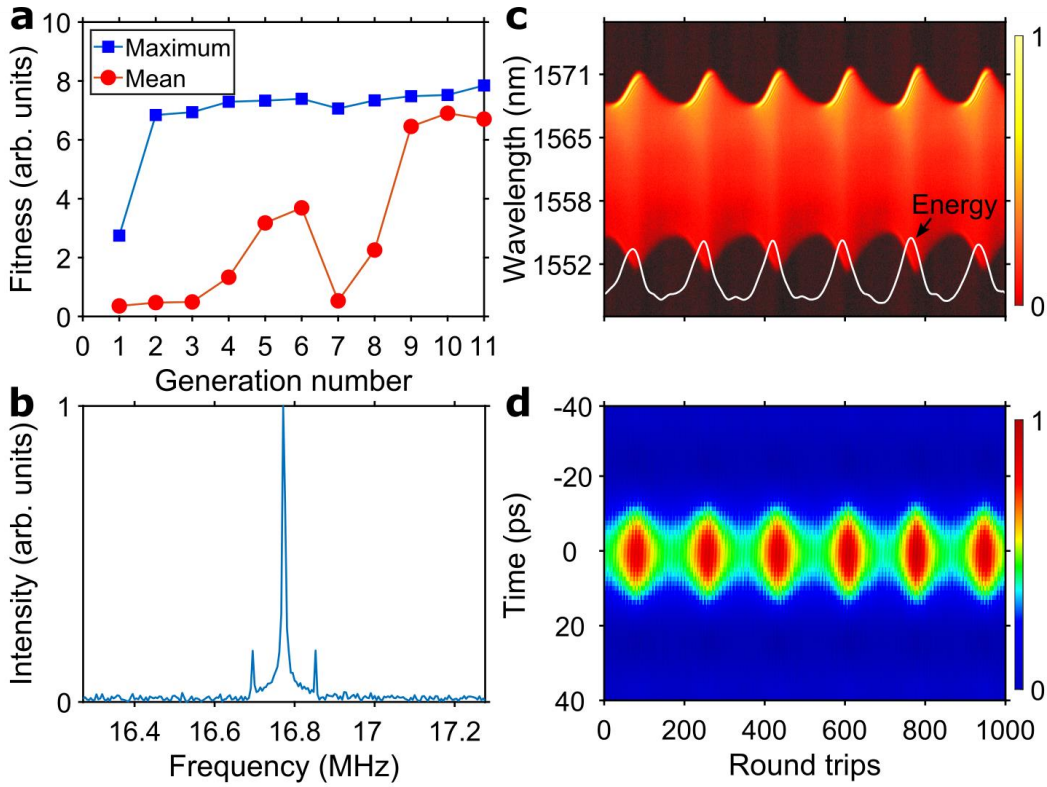 a
10
8
6
4
2
0
Fitness (arb. units)
Maximum
Mean
0 1 2 3 4 5 6 7 8 9 10 11
Generation number
c
1571
1565
1558
1552
Wavelength (nm)
Energy
1
0
b
1
0
Intensity (arb. units)
16.4 16.8 17 17.2
Frequency (MHz)
d
-40
-20
0
20
40
Time (ps)
0 200 400 600 800 1000
Round trips
1
0